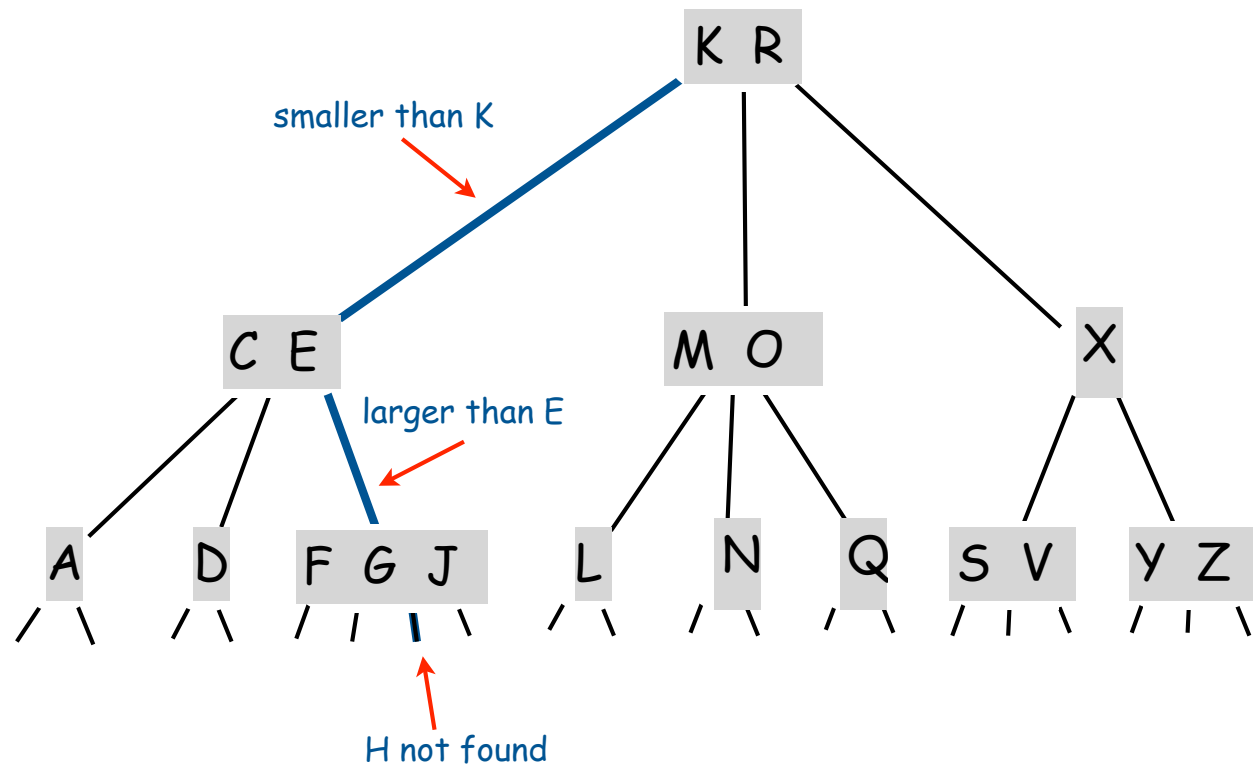 K R
smaller than K
C E
M O
X
larger than E
A
D
F G J
L
N
Q
S V
Y Z
H not found